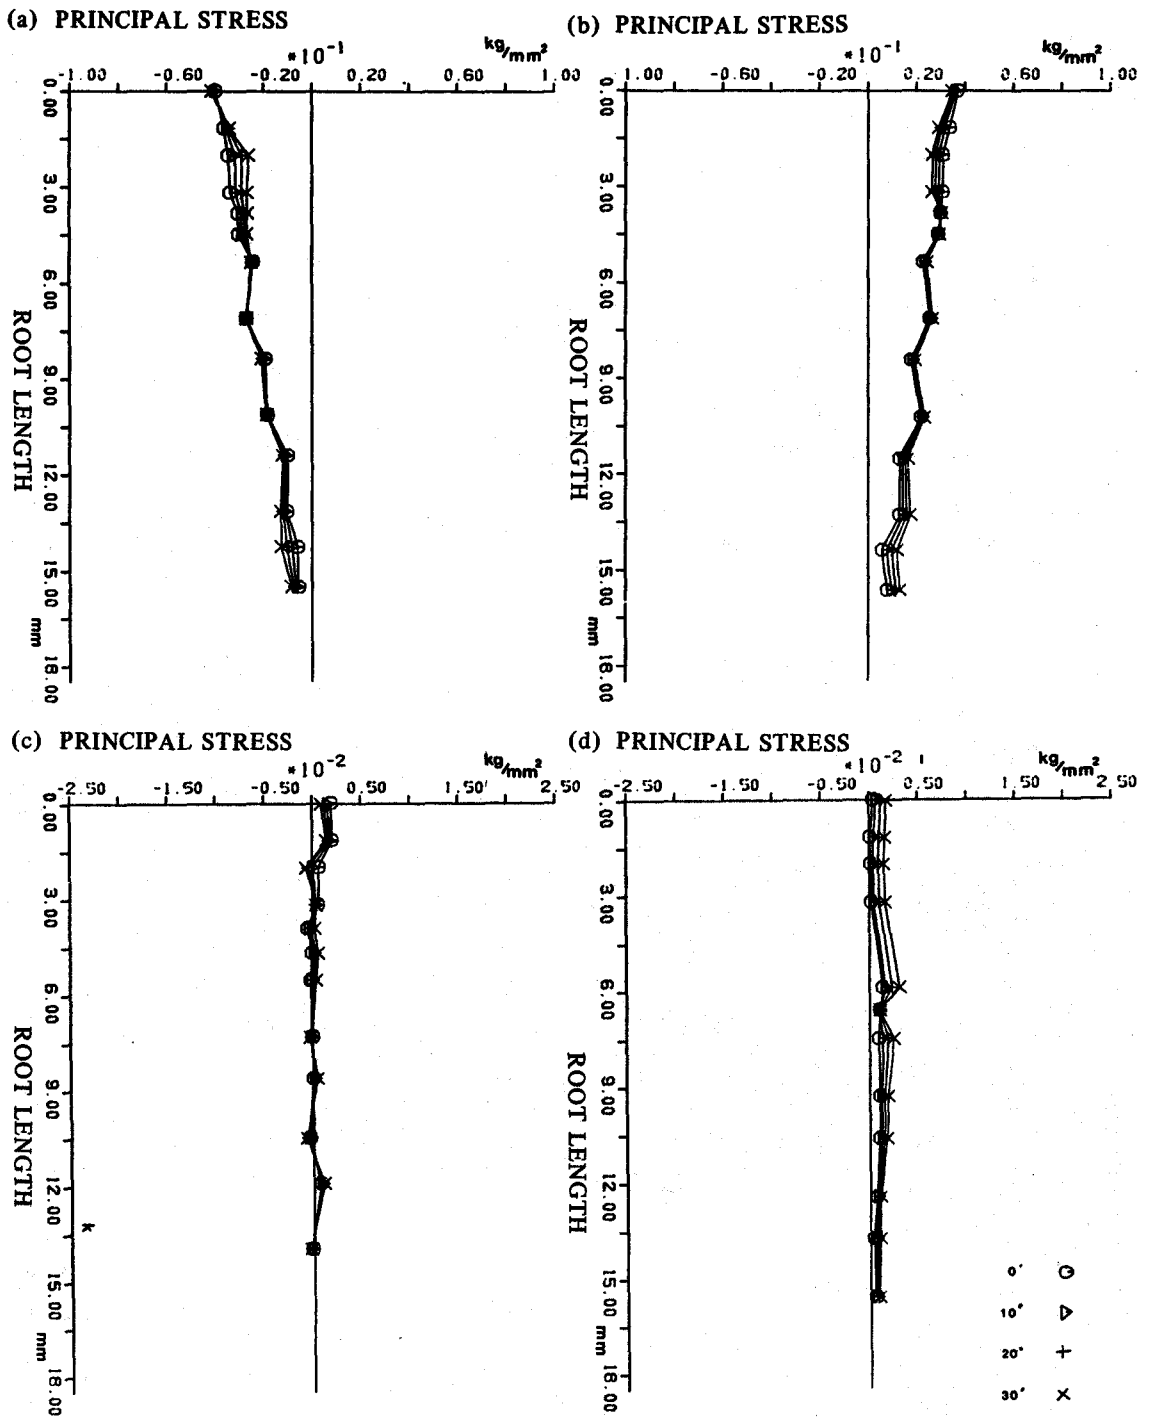 (a) PRINCIPAL STRESS
*10⁻¹ kg/mm²
-1.00 -0.60 -0.20 0.20 0.60 1.00
0.00 3.00 6.00 9.00 12.00 15.00 mm 18.00
ROOT LENGTH
(b) PRINCIPAL STRESS
*10⁻¹ kg/mm²
-1.00 -0.60 -0.20 0.20 0.60 1.00
0.00 3.00 6.00 9.00 12.00 15.00 mm 18.00
ROOT LENGTH
(c) PRINCIPAL STRESS
*10⁻² kg/mm²
-2.50 -1.50 -0.50 0.50 1.50 2.50
0.00 3.00 6.00 9.00 12.00 15.00 mm 18.00
ROOT LENGTH
k
(d) PRINCIPAL STRESS
*10⁻² kg/mm²
-2.50 -1.50 -0.50 0.50 1.50 2.50
0.00 3.00 6.00 9.00 12.00 15.00 mm 18.00
ROOT LENGTH
0°
10°
20°
30°